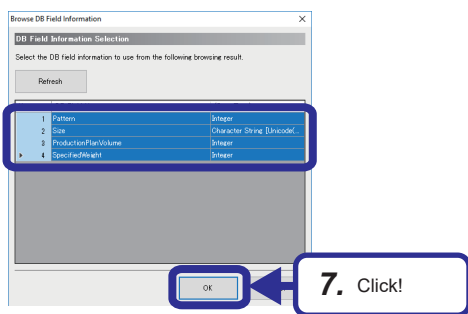 Browse DB Field Information
DB Field Information Selection
Select the DB field information to use from the following browsing result.
Refresh
1 Pattern Integer
2 Size Character String [Unicode(...
3 ProductionPlanVolume Integer
4 SpecifiedWeight Integer
OK
7. Click!